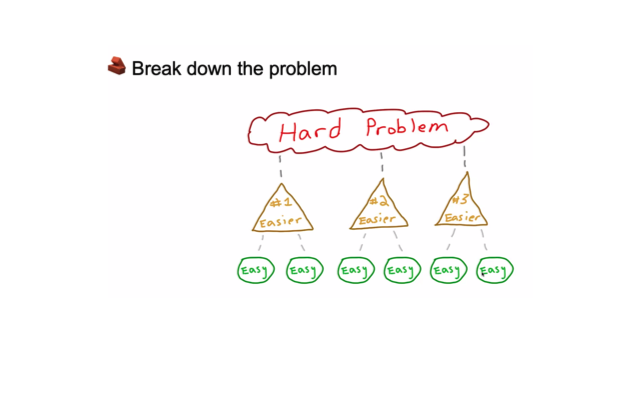 Break down the problem
Hard Problem
#1 #2 #3
Easier Easier Easier
Easy Easy Easy Easy Easy Easy